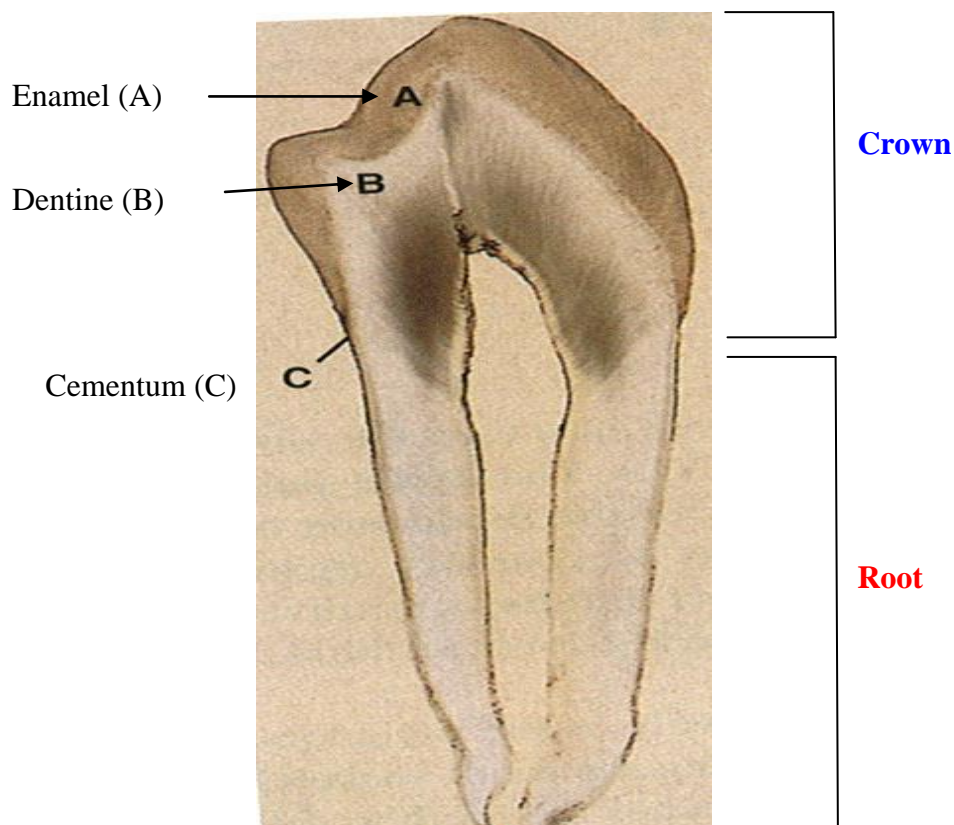 Enamel (A)
A
Crown
B
Dentine (B)
C
Cementum (C)
Root